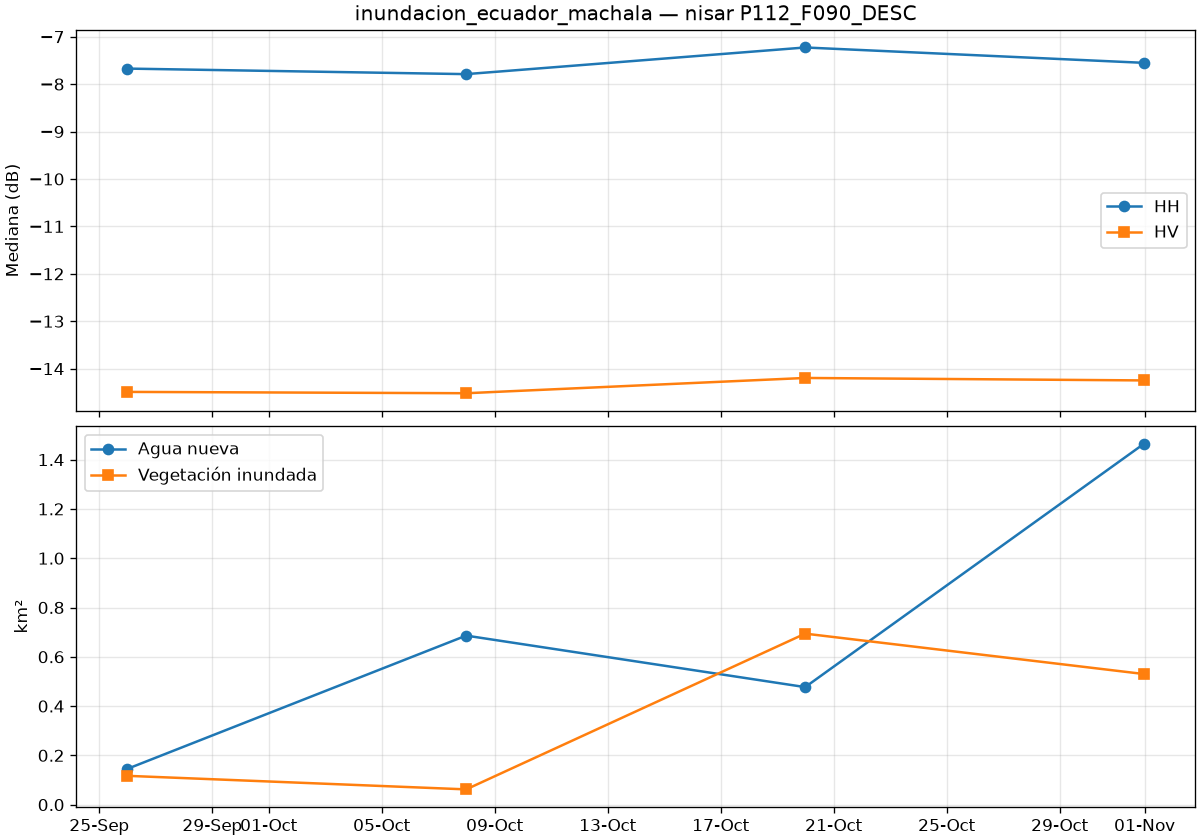 inundacion_ecuador_machala — nisar P112_F090_DESC
−7
−8
−9
−10
−11
−12
−13
−14
Mediana (dB)
HH
HV
Agua nueva
Vegetación inundada
1.4
1.2
1.0
0.8
0.6
0.4
0.2
0.0
km²
25-Sep 29-Sep 01-Oct 05-Oct 09-Oct 13-Oct 17-Oct 21-Oct 25-Oct 29-Oct 01-Nov